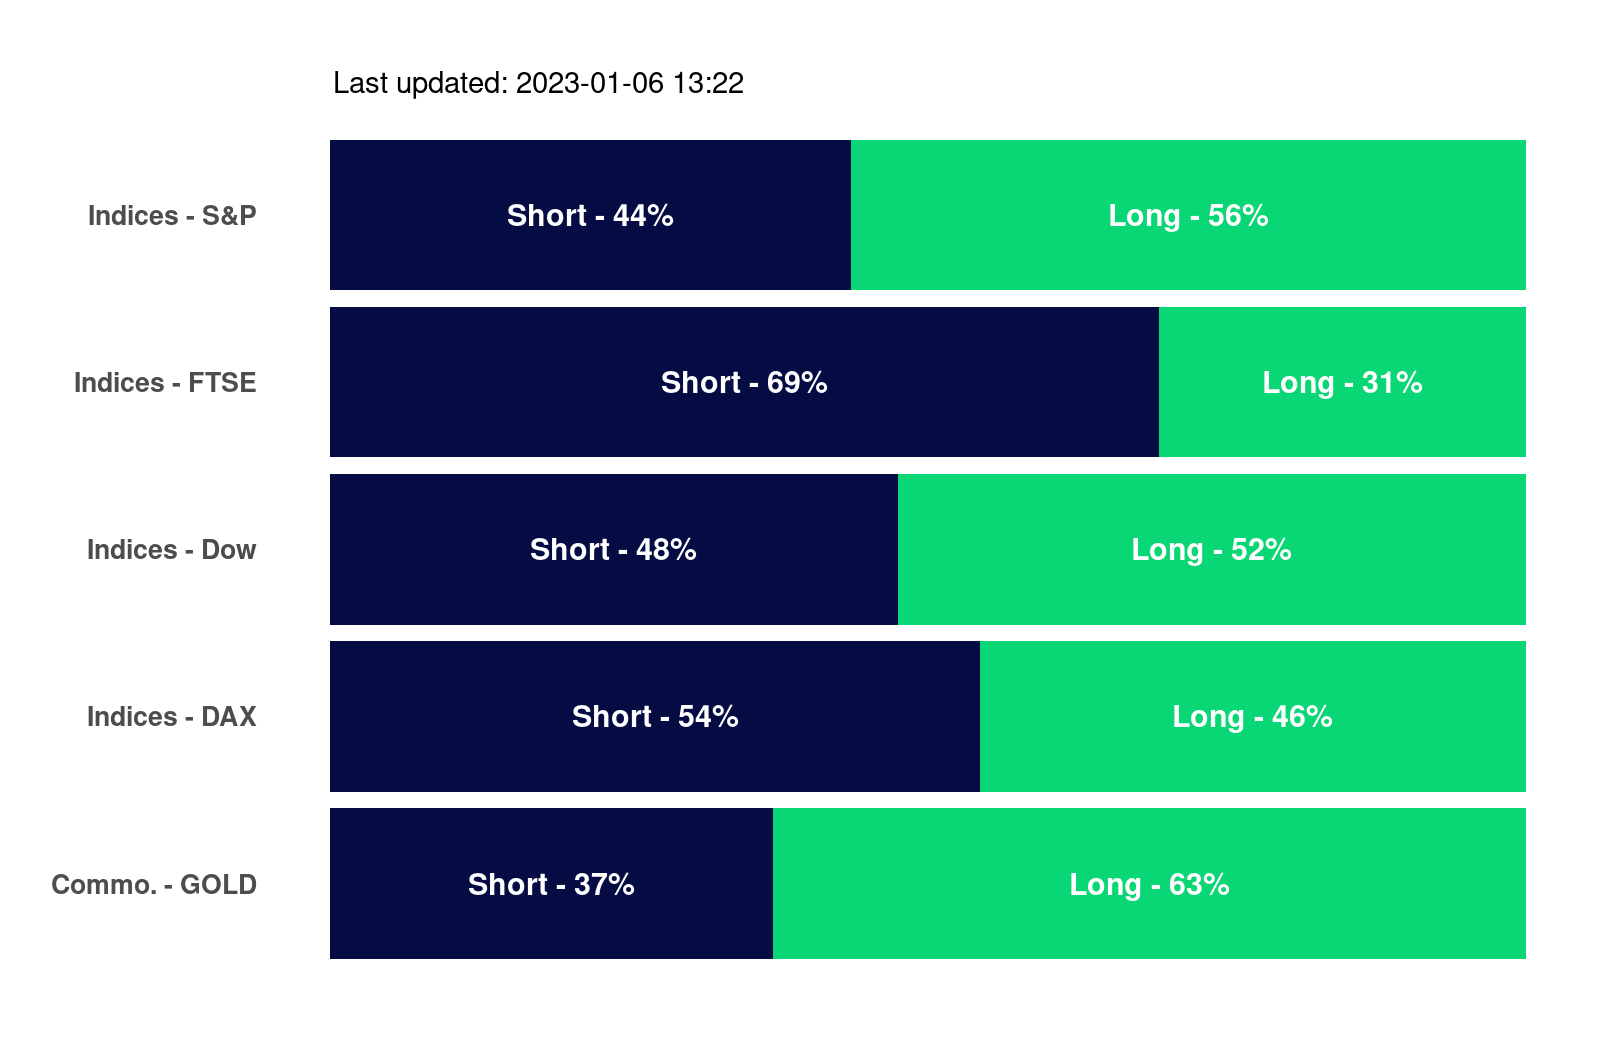 Last updated: 2023-01-06 13:22
Indices - S&P Short - 44% Long - 56%
Indices - FTSE Short - 69% Long - 31%
Indices - Dow Short - 48% Long - 52%
Indices - DAX Short - 54% Long - 46%
Commo. - GOLD Short - 37% Long - 63%